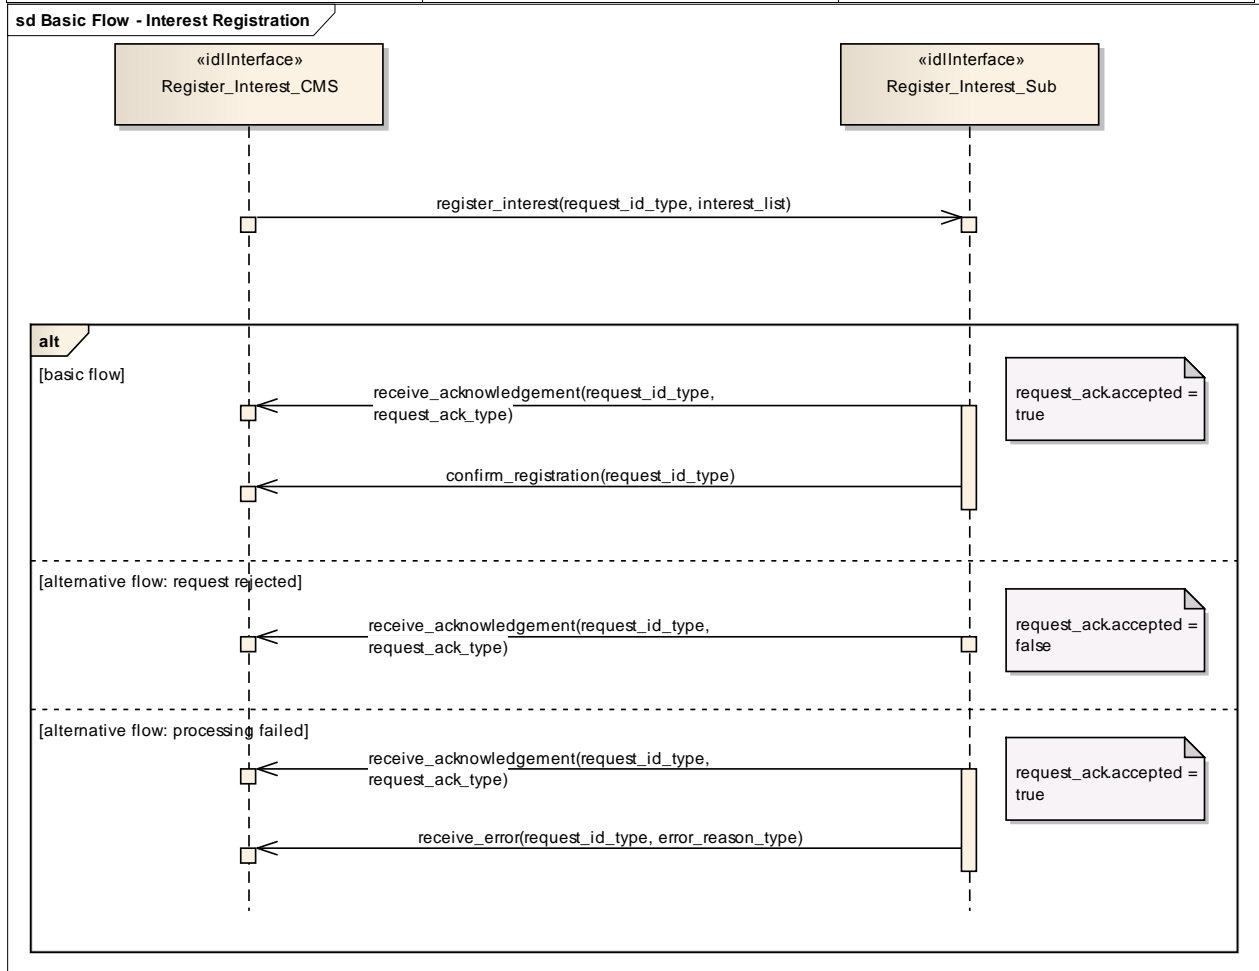 sd Basic Flow - Interest Registration
«idlInterface»
Register_Interest_CMS
«idlInterface»
Register_Interest_Sub
register_interest(request_id_type, interest_list)
alt
[basic flow]
receive_acknowledgement(request_id_type,
request_ack_type)
request_ack.accepted =
true
confirm_registration(request_id_type)
[alternative flow: request rejected]
receive_acknowledgement(request_id_type,
request_ack_type)
request_ack.accepted =
false
[alternative flow: processing failed]
receive_acknowledgement(request_id_type,
request_ack_type)
request_ack.accepted =
true
receive_error(request_id_type, error_reason_type)